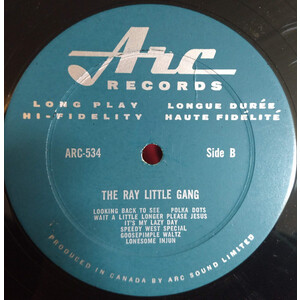 Arc
RECORDS
LONG PLAY LONGUE DURÉE
HI-FIDELITY HAUTE FIDÉLITÉ
ARC-534 Side B
THE RAY LITTLE GANG
LOOKING BACK TO SEE POLKA DOTS
WAIT A LITTLE LONGER PLEASE JESUS
IT'S MY LAZY DAY
SPEEDY WEST SPECIAL
GOOSEPIMPLE WALTZ
LONESOME INJUN
PRODUCED IN CANADA BY ARC SOUND LIMITED